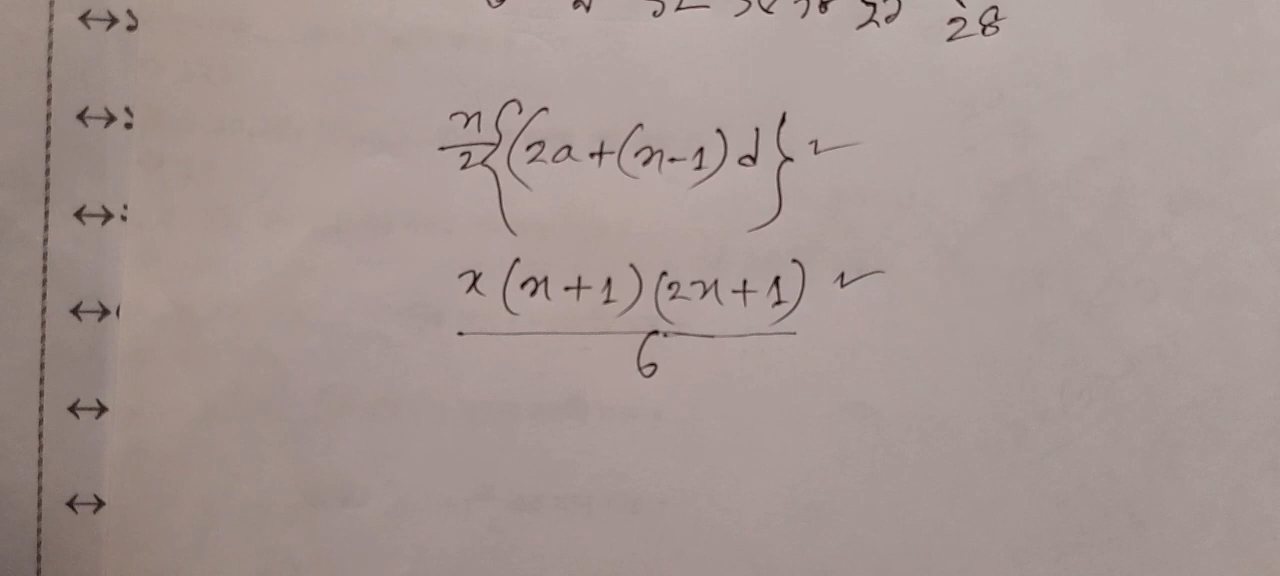 28
n/2{(2a+(n-1)d} ✓
x(n+1)(2n+1) ✓
6